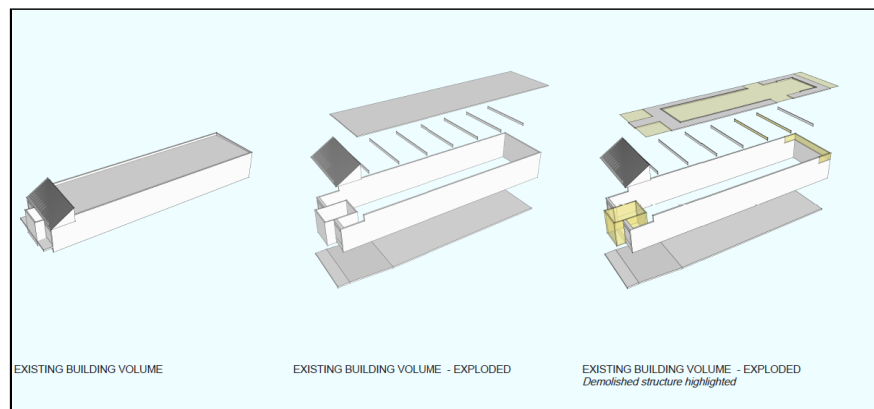 EXISTING BUILDING VOLUME
EXISTING BUILDING VOLUME - EXPLODED
EXISTING BUILDING VOLUME - EXPLODED
Demolished structure highlighted